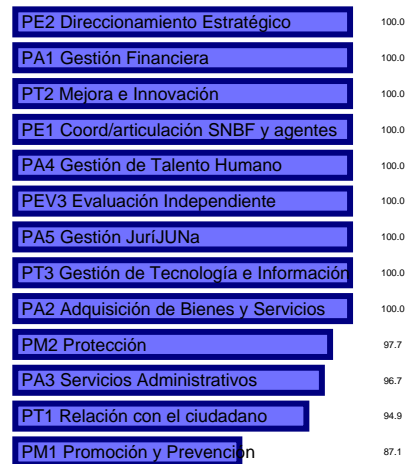 PE2 Direccionamiento Estratégico 100.0
PA1 Gestión Financiera 100.0
PT2 Mejora e Innovación 100.0
PE1 Coord/articulación SNBF y agentes 100.0
PA4 Gestión de Talento Humano 100.0
PEV3 Evaluación Independiente 100.0
PA5 Gestión JuríJUNa 100.0
PT3 Gestión de Tecnología e Información 100.0
PA2 Adquisición de Bienes y Servicios 100.0
PM2 Protección 97.7
PA3 Servicios Administrativos 96.7
PT1 Relación con el ciudadano 94.9
PM1 Promoción y Prevención 87.1